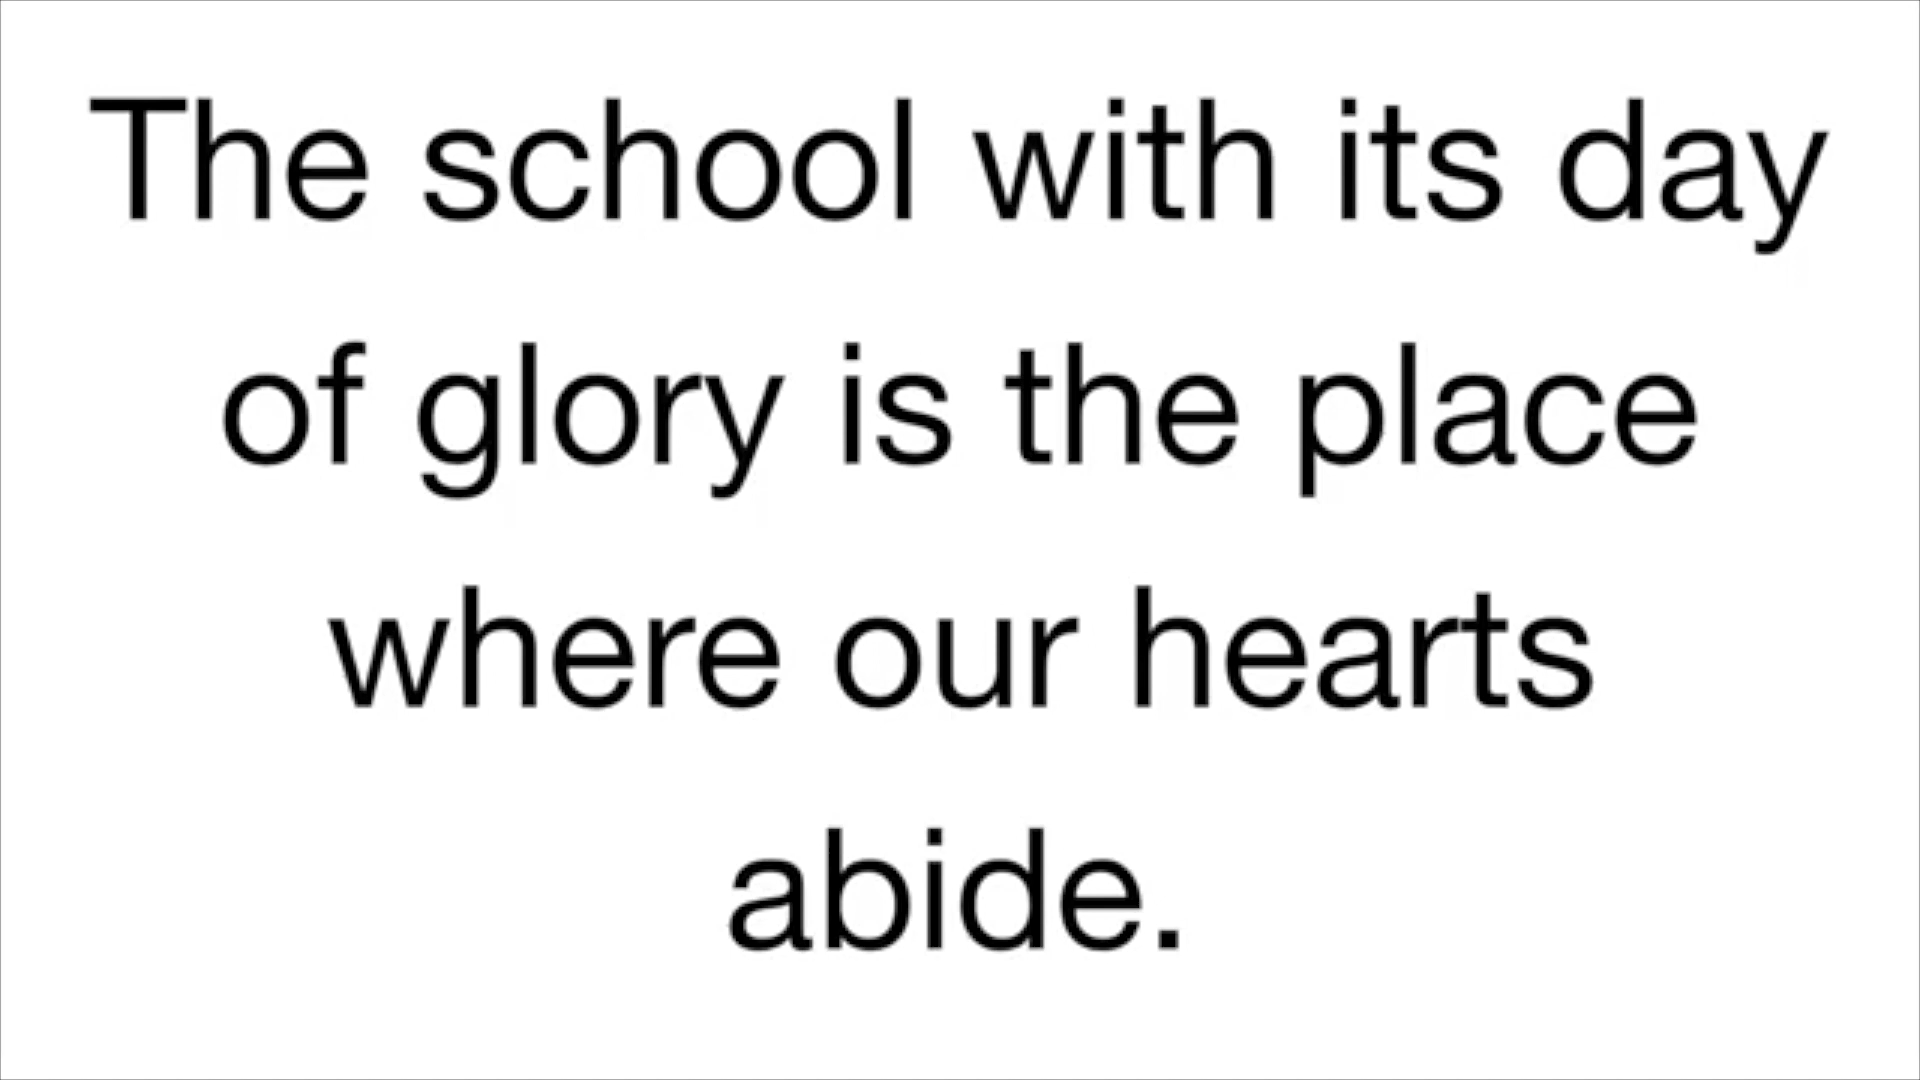 The school with its day
of glory is the place
where our hearts
abide.